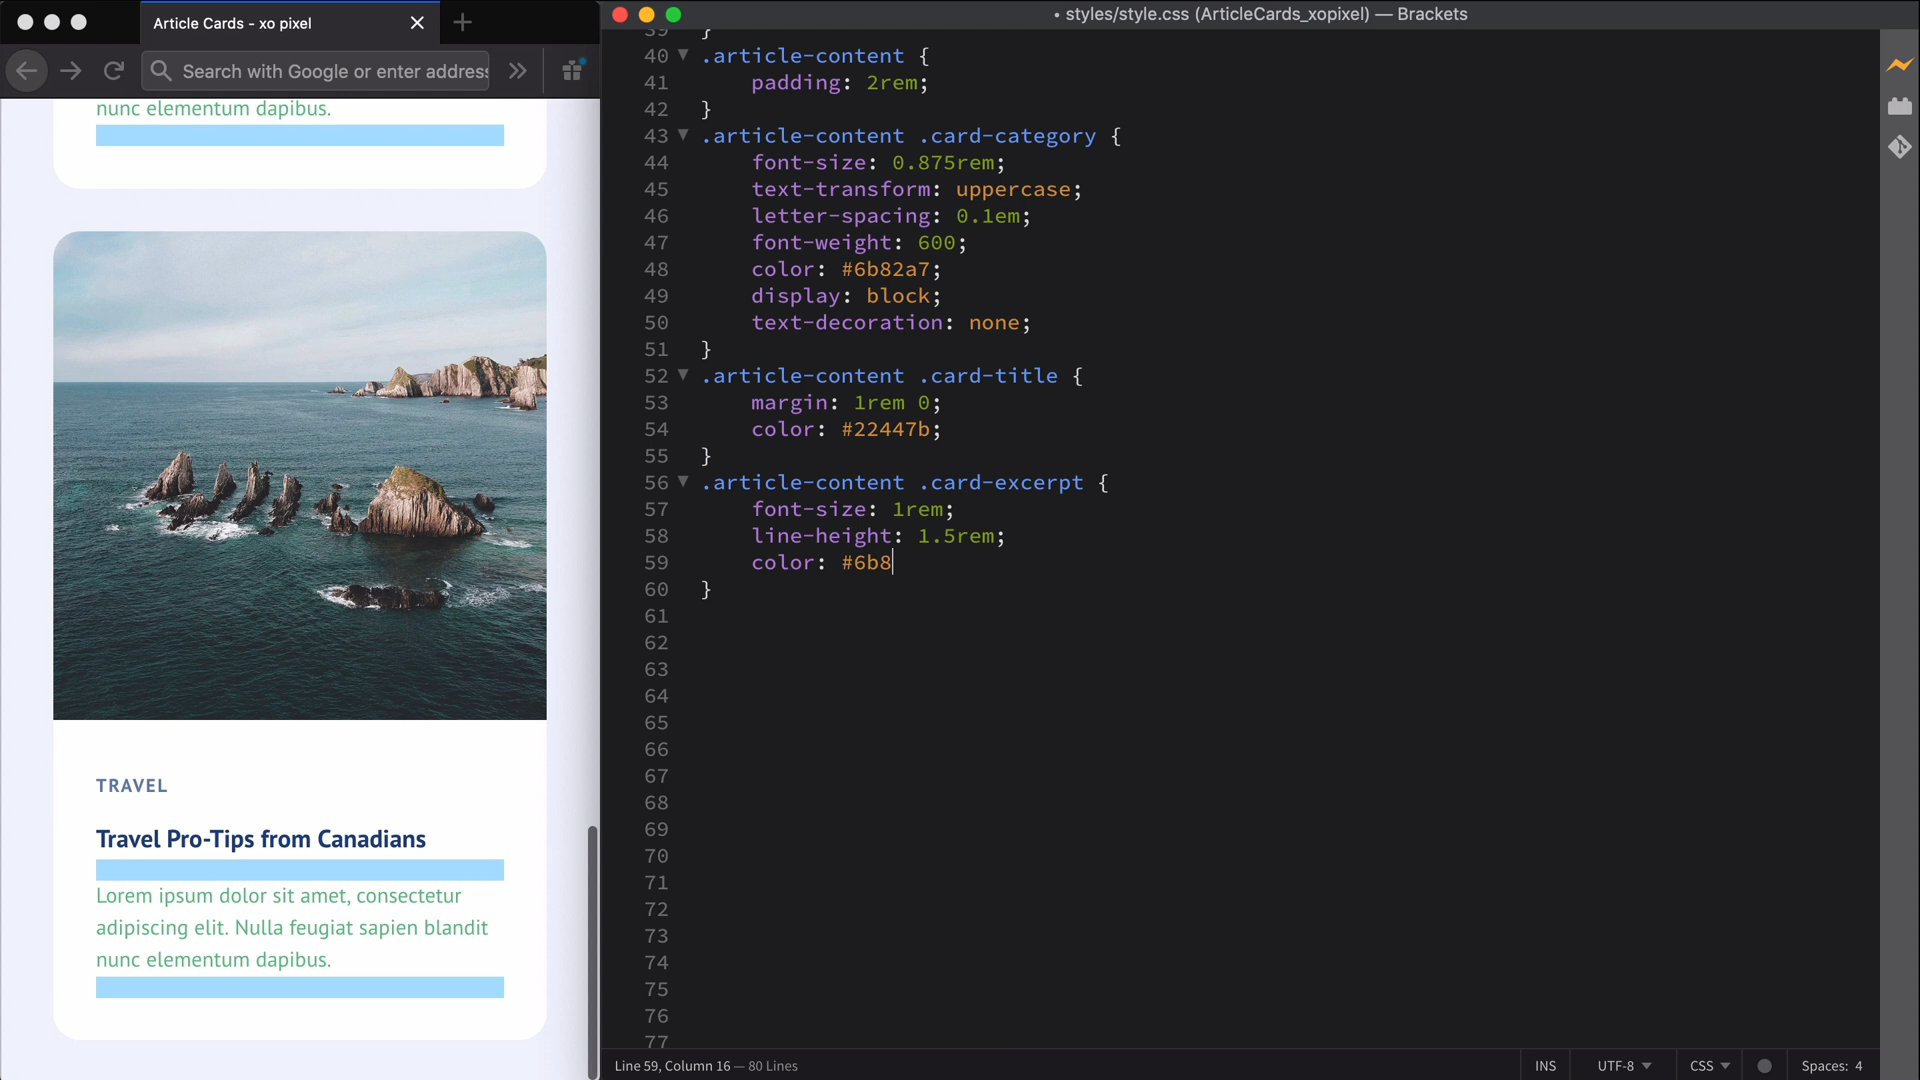 Article Cards - xo pixel
Search with Google or enter address
nunc elementum dapibus.
TRAVEL
Travel Pro-Tips from Canadians
Lorem ipsum dolor sit amet, consectetur
adipiscing elit. Nulla feugiat sapien blandit
nunc elementum dapibus.
• styles/style.css (ArticleCards_xopixel) — Brackets
39 }
40 .article-content {
41 padding: 2rem;
42 }
43 .article-content .card-category {
44 font-size: 0.875rem;
45 text-transform: uppercase;
46 letter-spacing: 0.1em;
47 font-weight: 600;
48 color: #6b82a7;
49 display: block;
50 text-decoration: none;
51 }
52 .article-content .card-title {
53 margin: 1rem 0;
54 color: #22447b;
55 }
56 .article-content .card-excerpt {
57 font-size: 1rem;
58 line-height: 1.5rem;
59 color: #6b8
60 }
61
62
63
64
65
66
67
68
69
70
71
72
73
74
75
76
77
Line 59, Column 16 — 80 Lines
INS
UTF-8
CSS
Spaces: 4